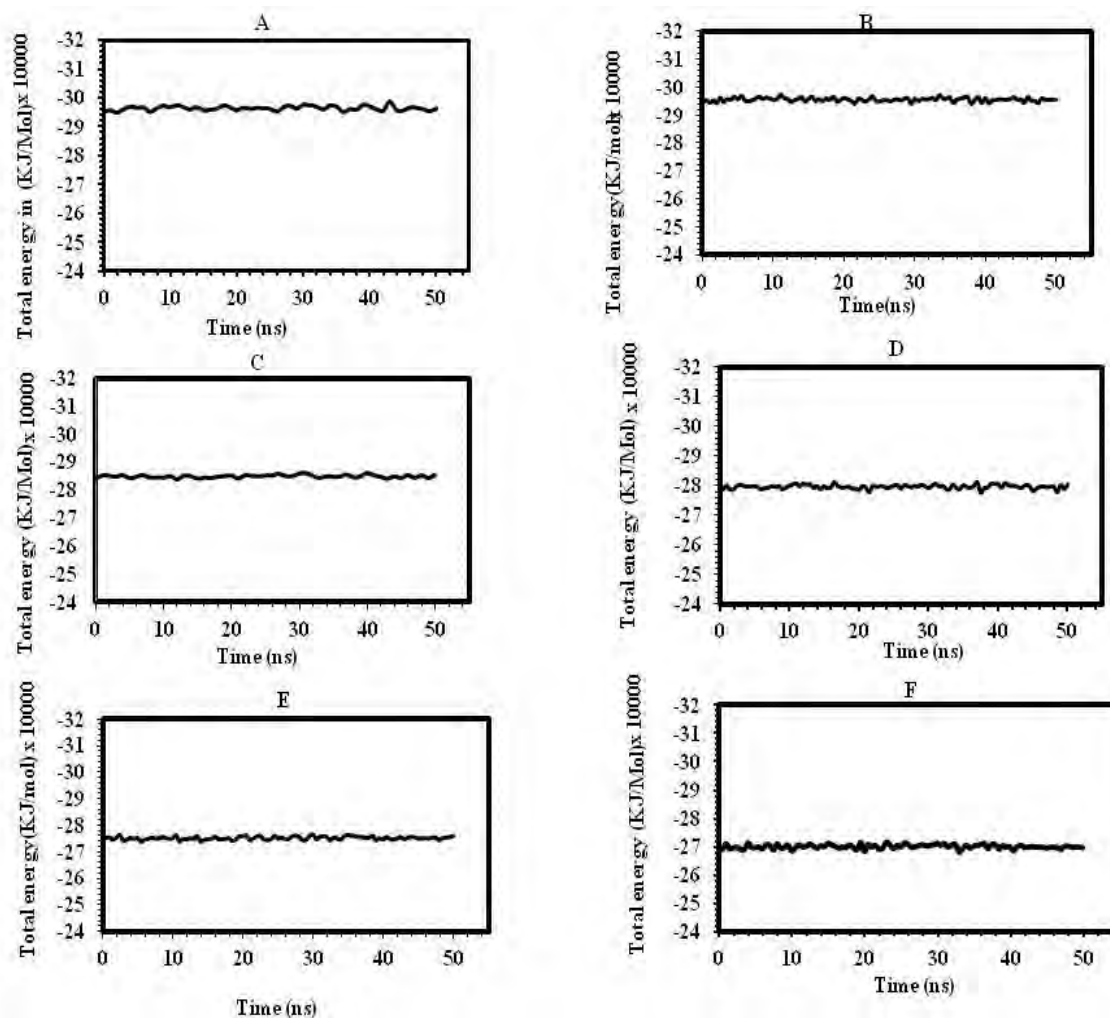 A
Total energy in (KJ/Mol) x 10000
-32
-31
-30
-29
-28
-27
-26
-25
-24
0 10 20 30 40 50
Time (ns)
B
Total energy(KJ/mol x 10000
-32
-31
-30
-29
-28
-27
-26
-25
-24
0 10 20 30 40 50
Time(ns)
C
Total energy (KJ/Mol) x 10000
-32
-31
-30
-29
-28
-27
-26
-25
-24
0 10 20 30 40 50
Time (ns)
D
Total energy (KJ/Mol) x 10000
-32
-31
-30
-29
-28
-27
-26
-25
-24
0 10 20 30 40 50
Time (ns)
E
Total energy(KJ/mol) x 10000
-32
-31
-30
-29
-28
-27
-26
-25
-24
0 10 20 30 40 50
Time (ns)
F
Total energy (KJ/Mol)x 10000
-32
-31
-30
-29
-28
-27
-26
-25
-24
0 10 20 30 40 50
Time (ns)